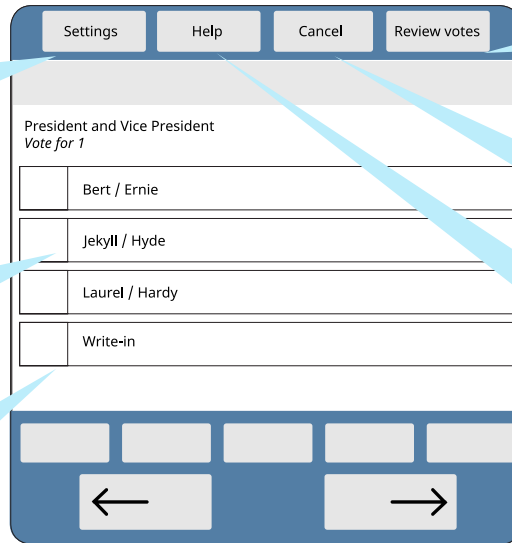 Settings
Help
Cancel
Review votes
President and Vice President
Vote for 1
Bert / Ernie
Jekyll / Hyde
Laurel / Hardy
Write-in